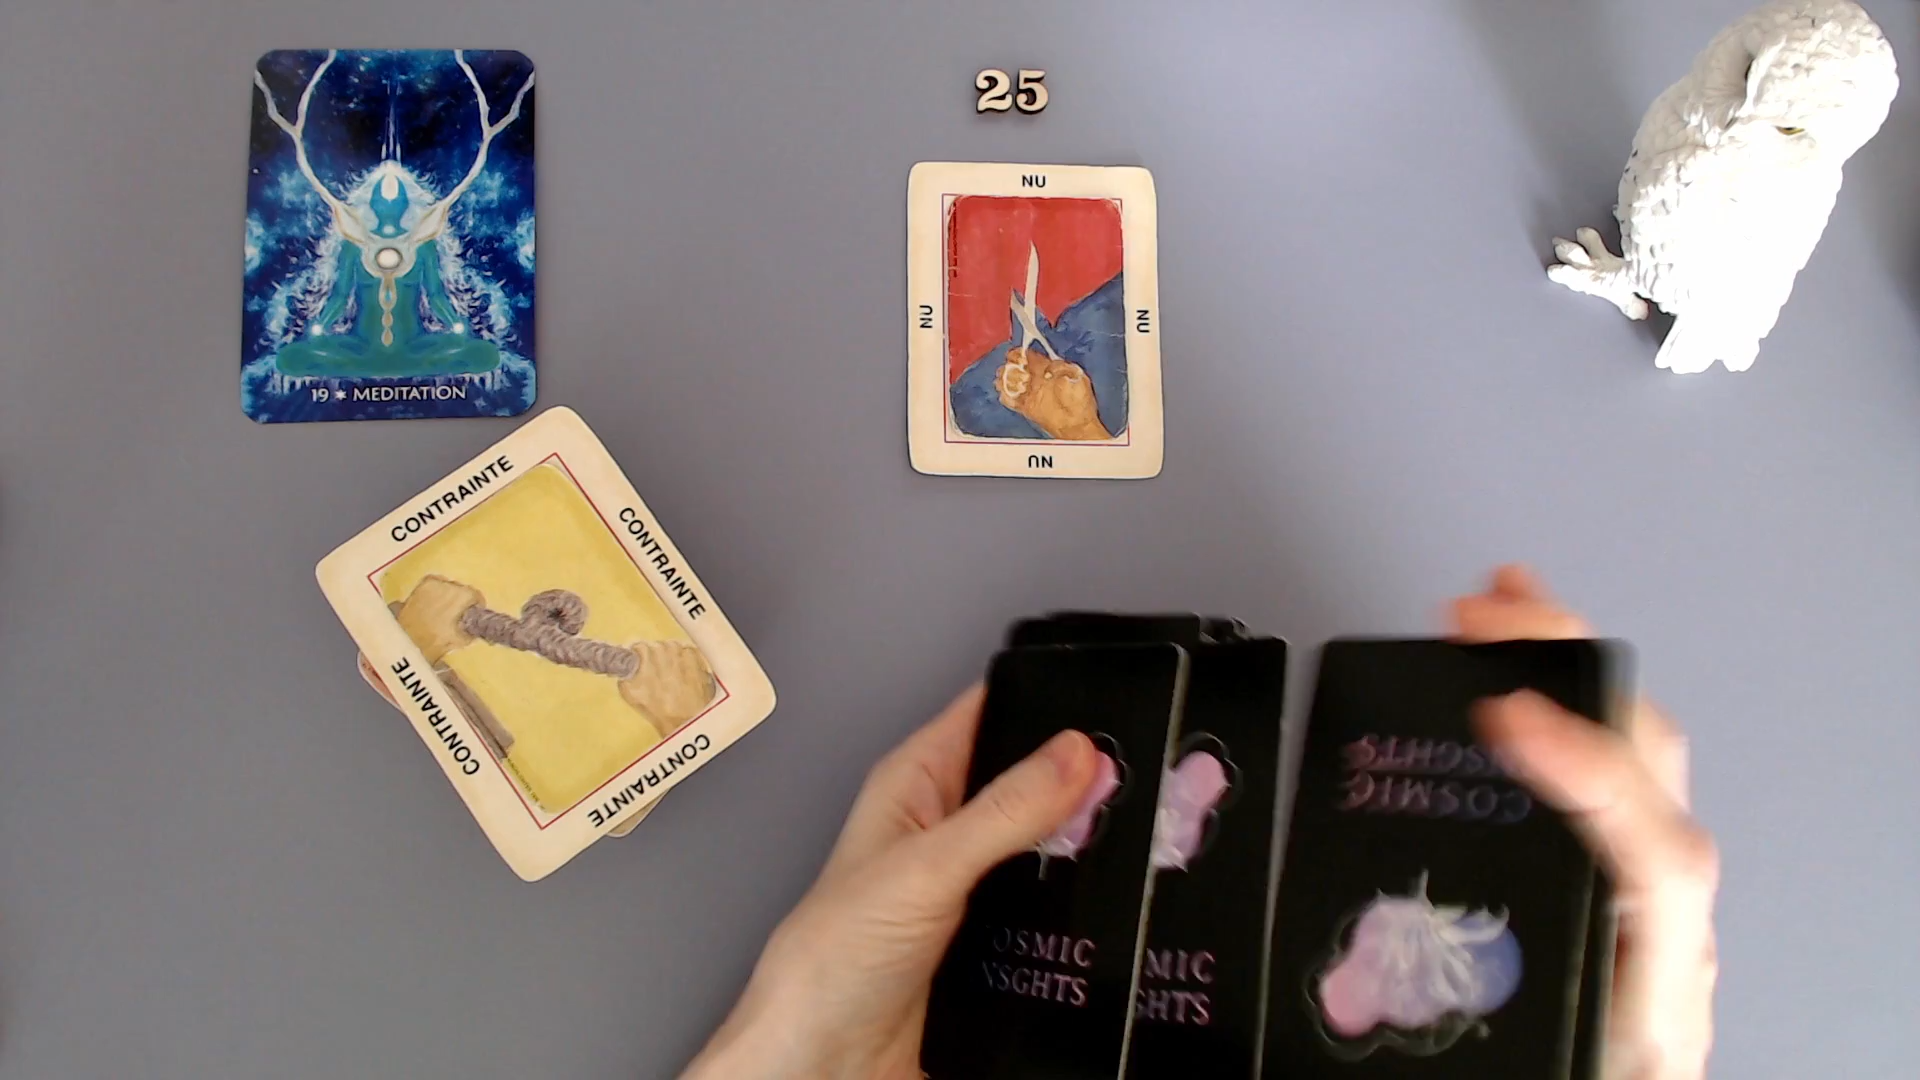 25
19 * MEDITATION
NU
NU
NU
NU
CONTRAINTE
CONTRAINTE
CONTRAINTE
CONTRAINTE
COSMIC